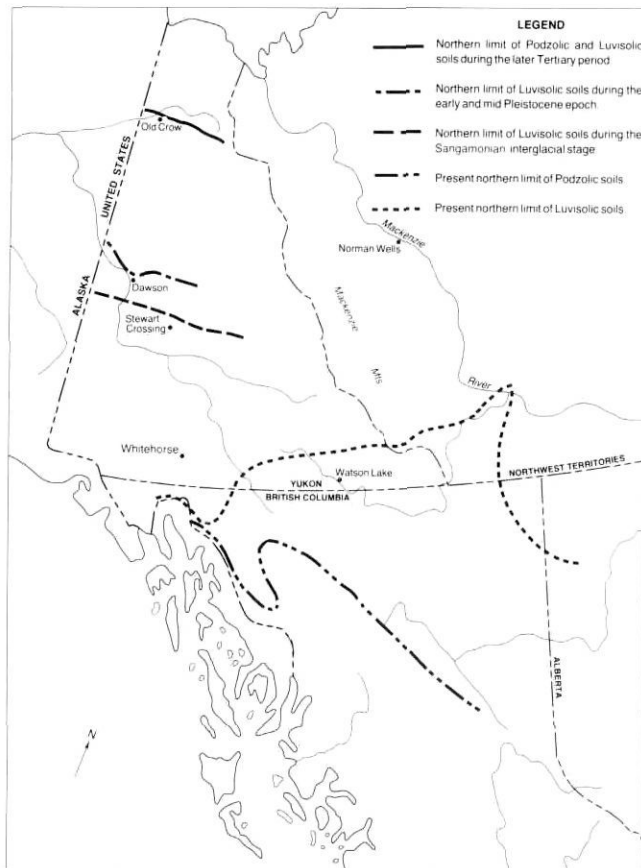 LEGEND
Northern limit of Podzolic and Luvisolic
soils during the later Tertiary period
Northern limit of Luvisolic soils during the
early and mid Pleistocene epoch
Northern limit of Luvisolic soils during the
Sangamonian interglacial stage
Present northern limit of Podzolic soils
Present northern limit of Luvisolic soils
Old Crow
UNITED STATES
Mackenzie
Norman Wells
Dawson
ALASKA
Stewart
Crossing
Mackenzie
Mts
River
Whitehorse
Watson Lake
YUKON
BRITISH COLUMBIA
NORTHWEST TERRITORIES
ALBERTA
N